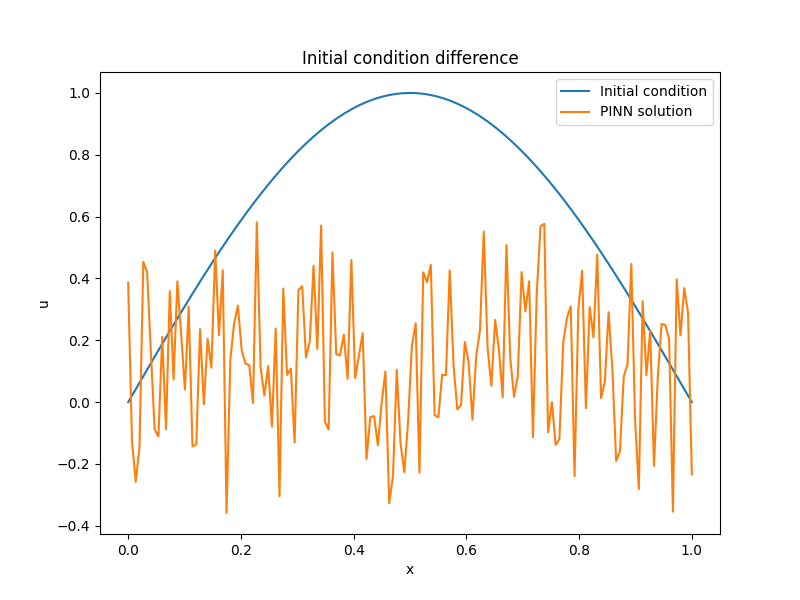 Initial condition difference
Initial condition
PINN solution
1.0
0.8
0.6
0.4
0.2
0.0
−0.2
−0.4
u
0.0 0.2 0.4 0.6 0.8 1.0
x